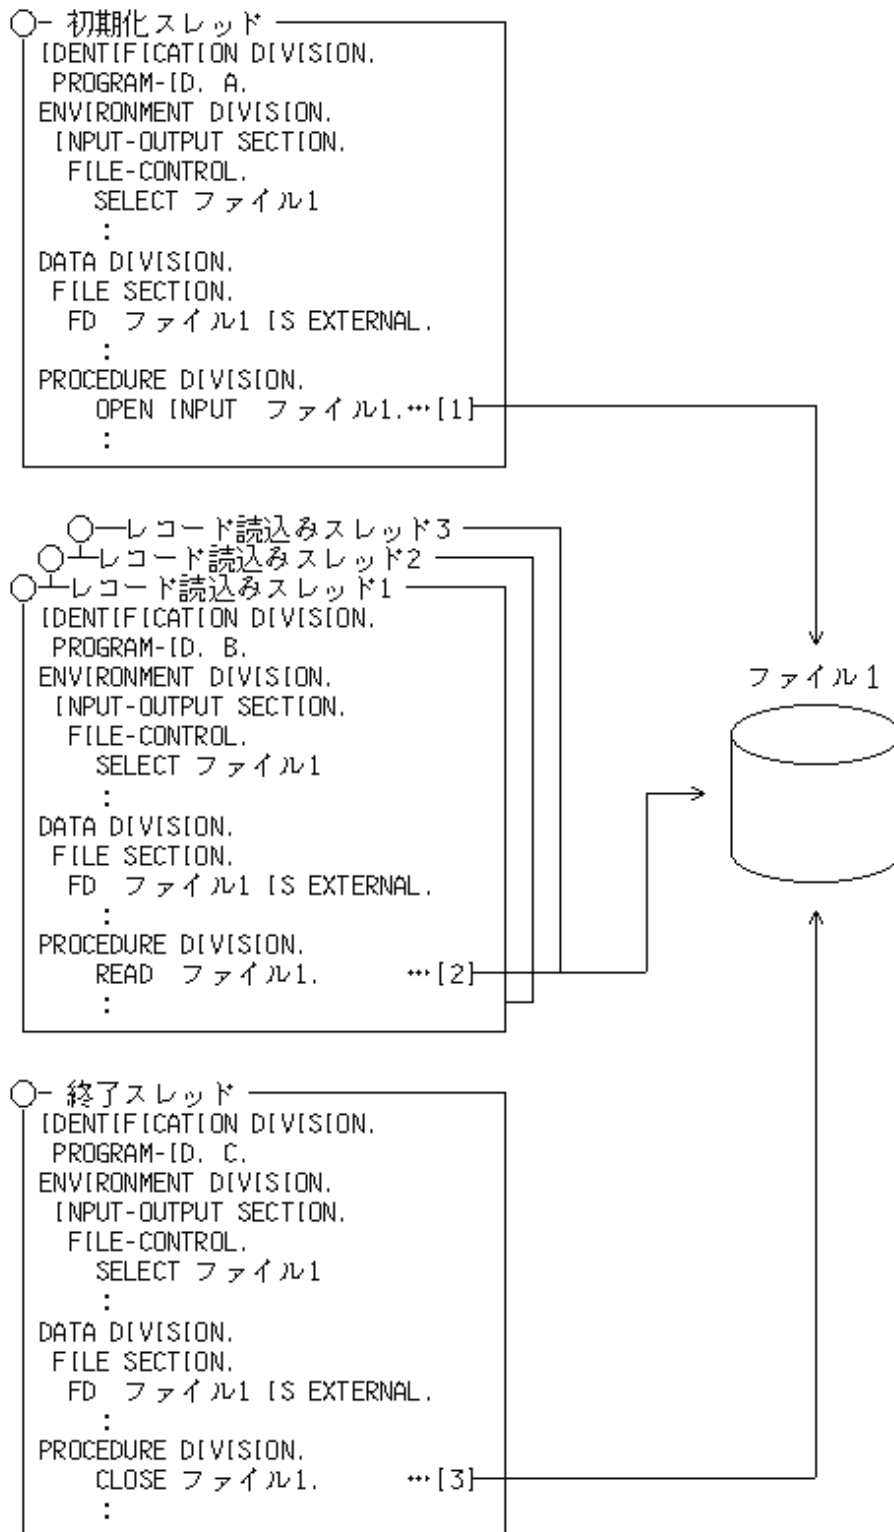 初期化スレッド
IDENTIFICATION DIVISION.
PROGRAM-ID. A.
ENVIRONMENT DIVISION.
INPUT-OUTPUT SECTION.
FILE-CONTROL.
SELECT ファイル1
:
DATA DIVISION.
FILE SECTION.
FD ファイル1 IS EXTERNAL.
:
PROCEDURE DIVISION.
OPEN INPUT ファイル1.…[1]
:
レコード読込みスレッド3
レコード読込みスレッド2
レコード読込みスレッド1
IDENTIFICATION DIVISION.
PROGRAM-ID. B.
ENVIRONMENT DIVISION.
INPUT-OUTPUT SECTION.
FILE-CONTROL.
SELECT ファイル1
:
DATA DIVISION.
FILE SECTION.
FD ファイル1 IS EXTERNAL.
:
PROCEDURE DIVISION.
READ ファイル1. …[2]
:
ファイル1
終了スレッド
IDENTIFICATION DIVISION.
PROGRAM-ID. C.
ENVIRONMENT DIVISION.
INPUT-OUTPUT SECTION.
FILE-CONTROL.
SELECT ファイル1
:
DATA DIVISION.
FILE SECTION.
FD ファイル1 IS EXTERNAL.
:
PROCEDURE DIVISION.
CLOSE ファイル1. …[3]
: